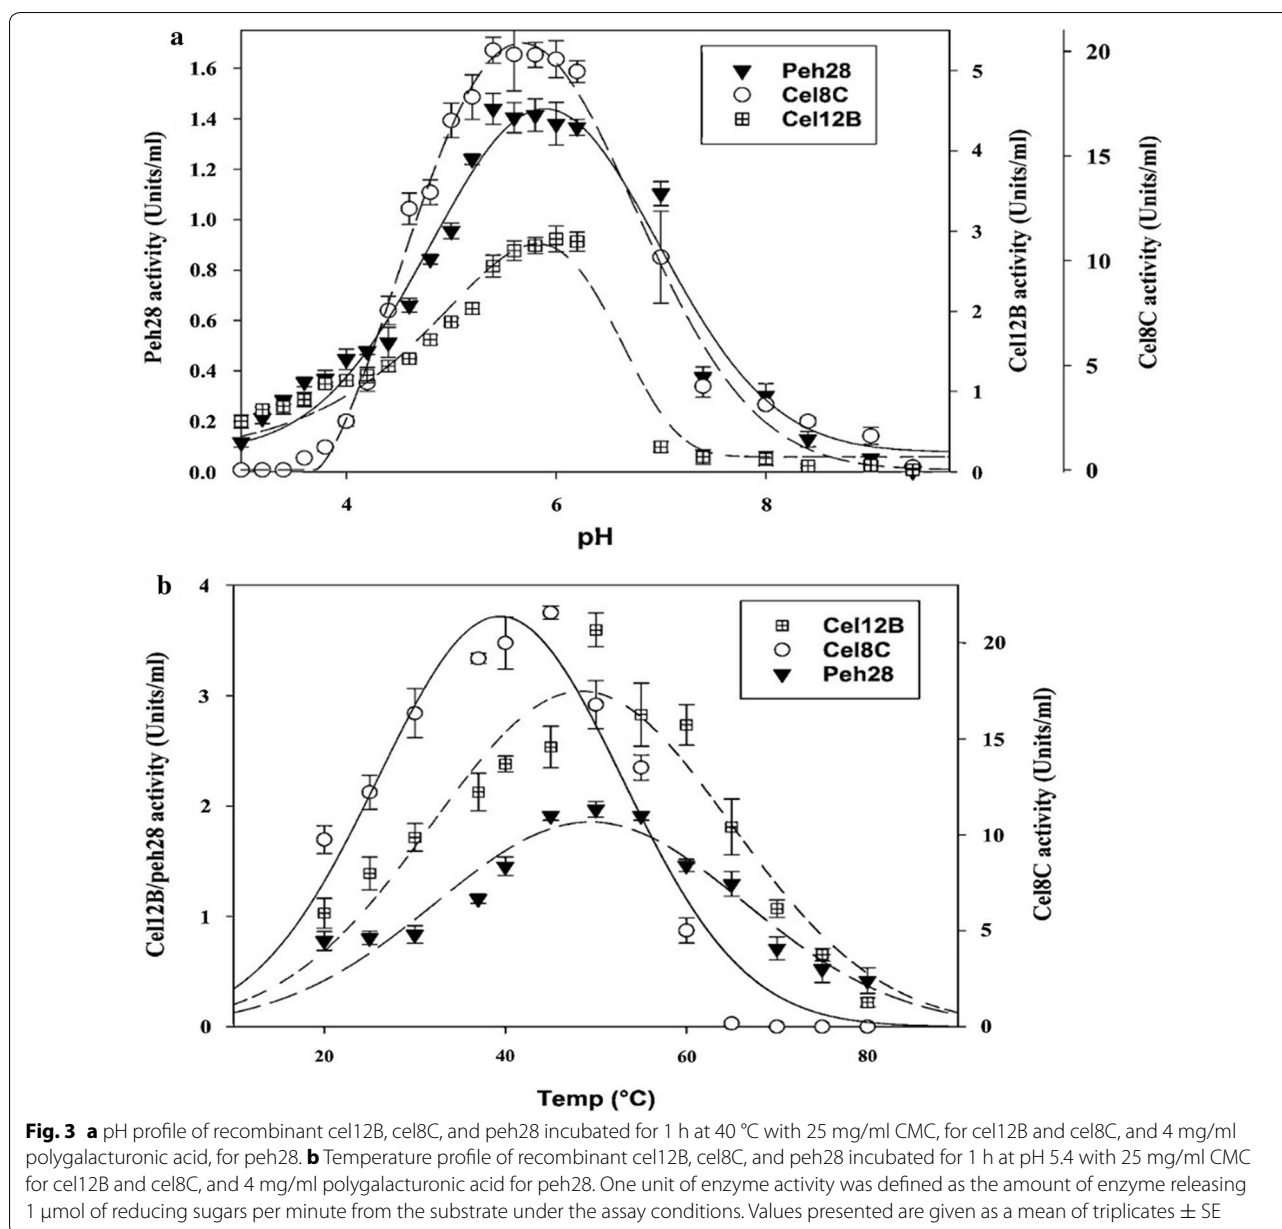 a
1.6
1.4
1.2
1.0
0.8
0.6
0.4
0.2
0.0
Peh28 activity (Units/ml)
Peh28
Cel8C
Cel12B
5
4
3
2
1
0
Cel12B activity (Units/ml)
20
15
10
5
0
Cel8C activity (Units/ml)
4 6 8
pH
b
4
3
2
1
0
Cel12B/peh28 activity (Units/ml)
Cel12B
Cel8C
Peh28
20
15
10
5
0
Cel8C activity (Units/ml)
20 40 60 80
Temp (°C)
Fig. 3 a pH profile of recombinant cel12B, cel8C, and peh28 incubated for 1 h at 40 °C with 25 mg/ml CMC, for cel12B and cel8C, and 4 mg/ml
polygalacturonic acid, for peh28. b Temperature profile of recombinant cel12B, cel8C, and peh28 incubated for 1 h at pH 5.4 with 25 mg/ml CMC
for cel12B and cel8C, and 4 mg/ml polygalacturonic acid for peh28. One unit of enzyme activity was defined as the amount of enzyme releasing
1 μmol of reducing sugars per minute from the substrate under the assay conditions. Values presented are given as a mean of triplicates ± SE